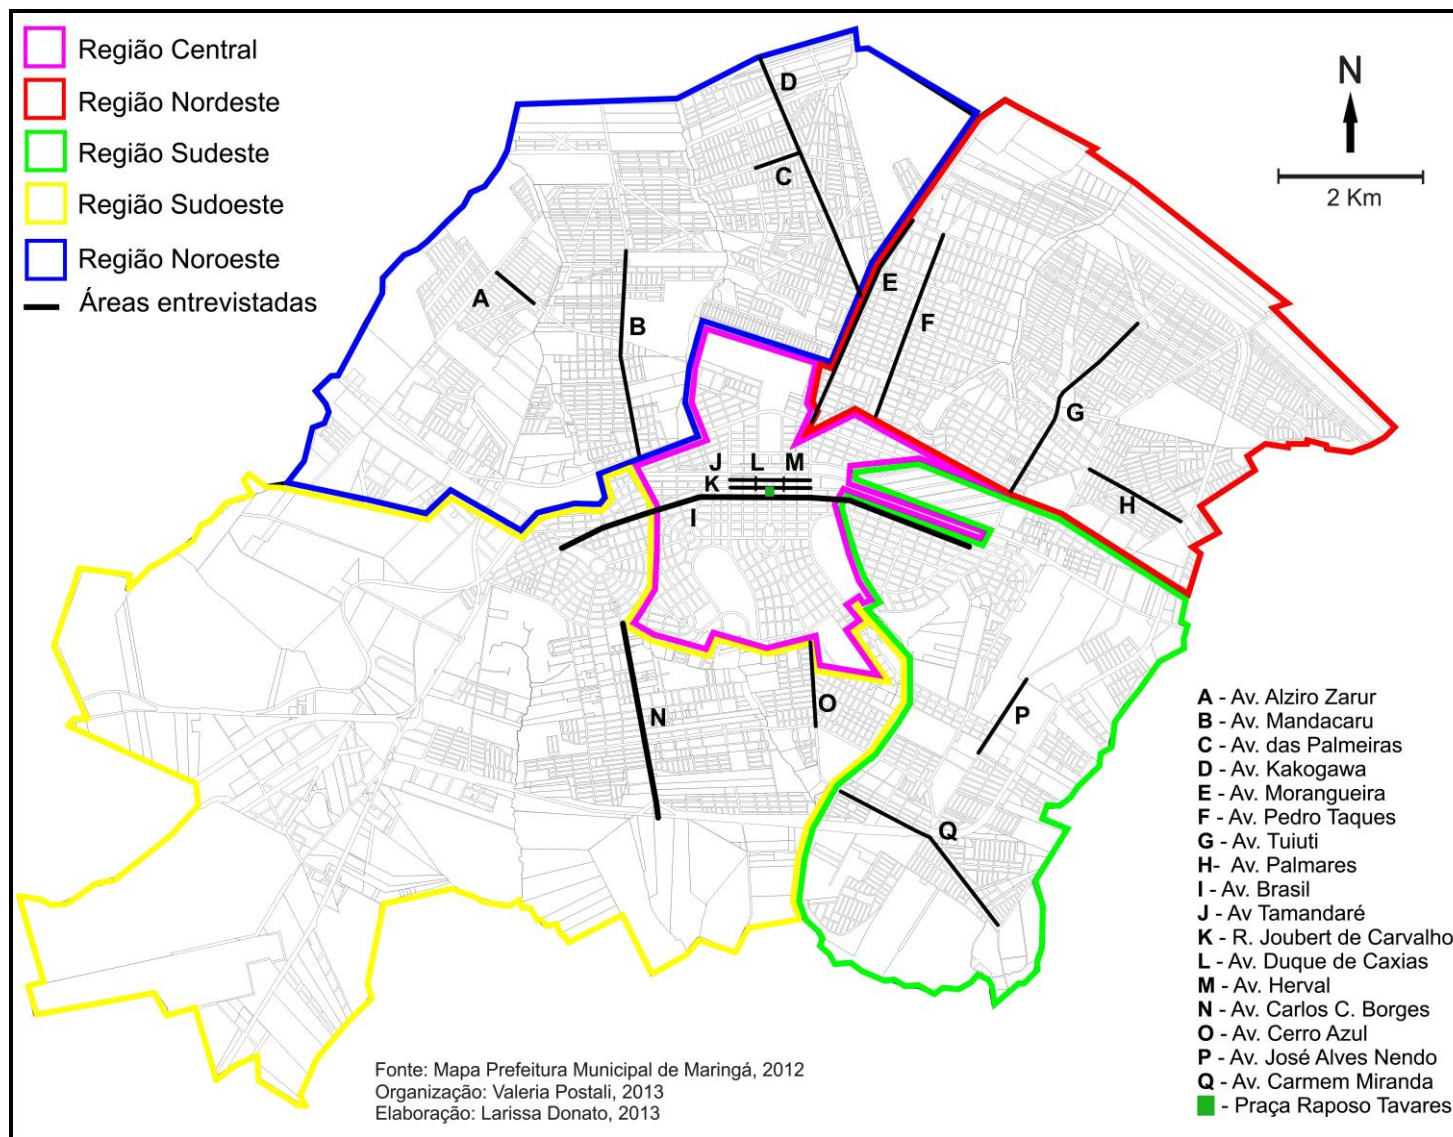 Região Central
Região Nordeste
Região Sudeste
Região Sudoeste
Região Noroeste
Áreas entrevistadas
N
2 Km
D
C
E
A
F
B
G
J L M
K
H
I
N
O
P
Q
A - Av. Alziro Zarur
B - Av. Mandacaru
C - Av. das Palmeiras
D - Av. Kakogawa
E - Av. Morangueira
F - Av. Pedro Taques
G - Av. Tuiuti
H- Av. Palmares
I - Av. Brasil
J - Av Tamandaré
K - R. Joubert de Carvalho
L - Av. Duque de Caxias
M - Av. Herval
N - Av. Carlos C. Borges
O - Av. Cerro Azul
P - Av. José Alves Nendo
Q - Av. Carmem Miranda
- Praça Raposo Tavares
Fonte: Mapa Prefeitura Municipal de Maringá, 2012
Organização: Valeria Postali, 2013
Elaboração: Larissa Donato, 2013